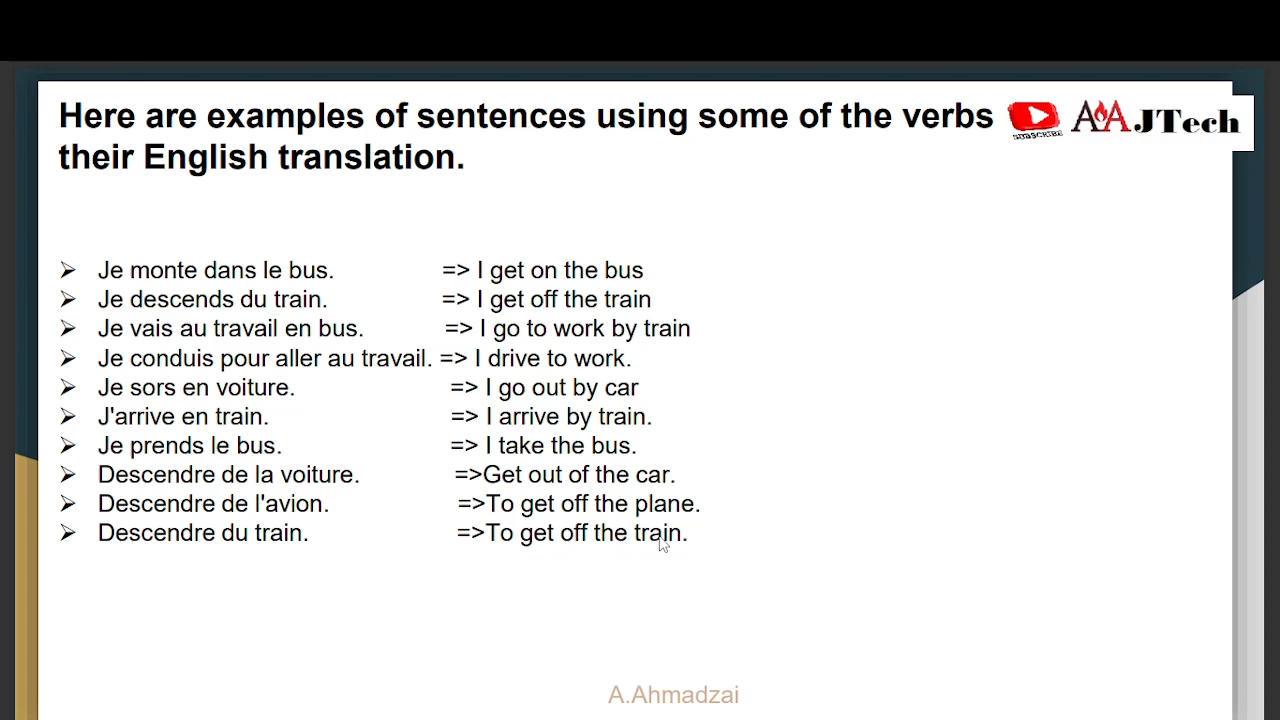 Here are examples of sentences using some of the verbs
their English translation.
SUBSCRIBE
AAJTech
➢ Je monte dans le bus. => I get on the bus
➢ Je descends du train. => I get off the train
➢ Je vais au travail en bus. => I go to work by train
➢ Je conduis pour aller au travail. => I drive to work.
➢ Je sors en voiture. => I go out by car
➢ J'arrive en train. => I arrive by train.
➢ Je prends le bus. => I take the bus.
➢ Descendre de la voiture. =>Get out of the car.
➢ Descendre de l'avion. =>To get off the plane.
➢ Descendre du train. =>To get off the train.
A.Ahmadzai